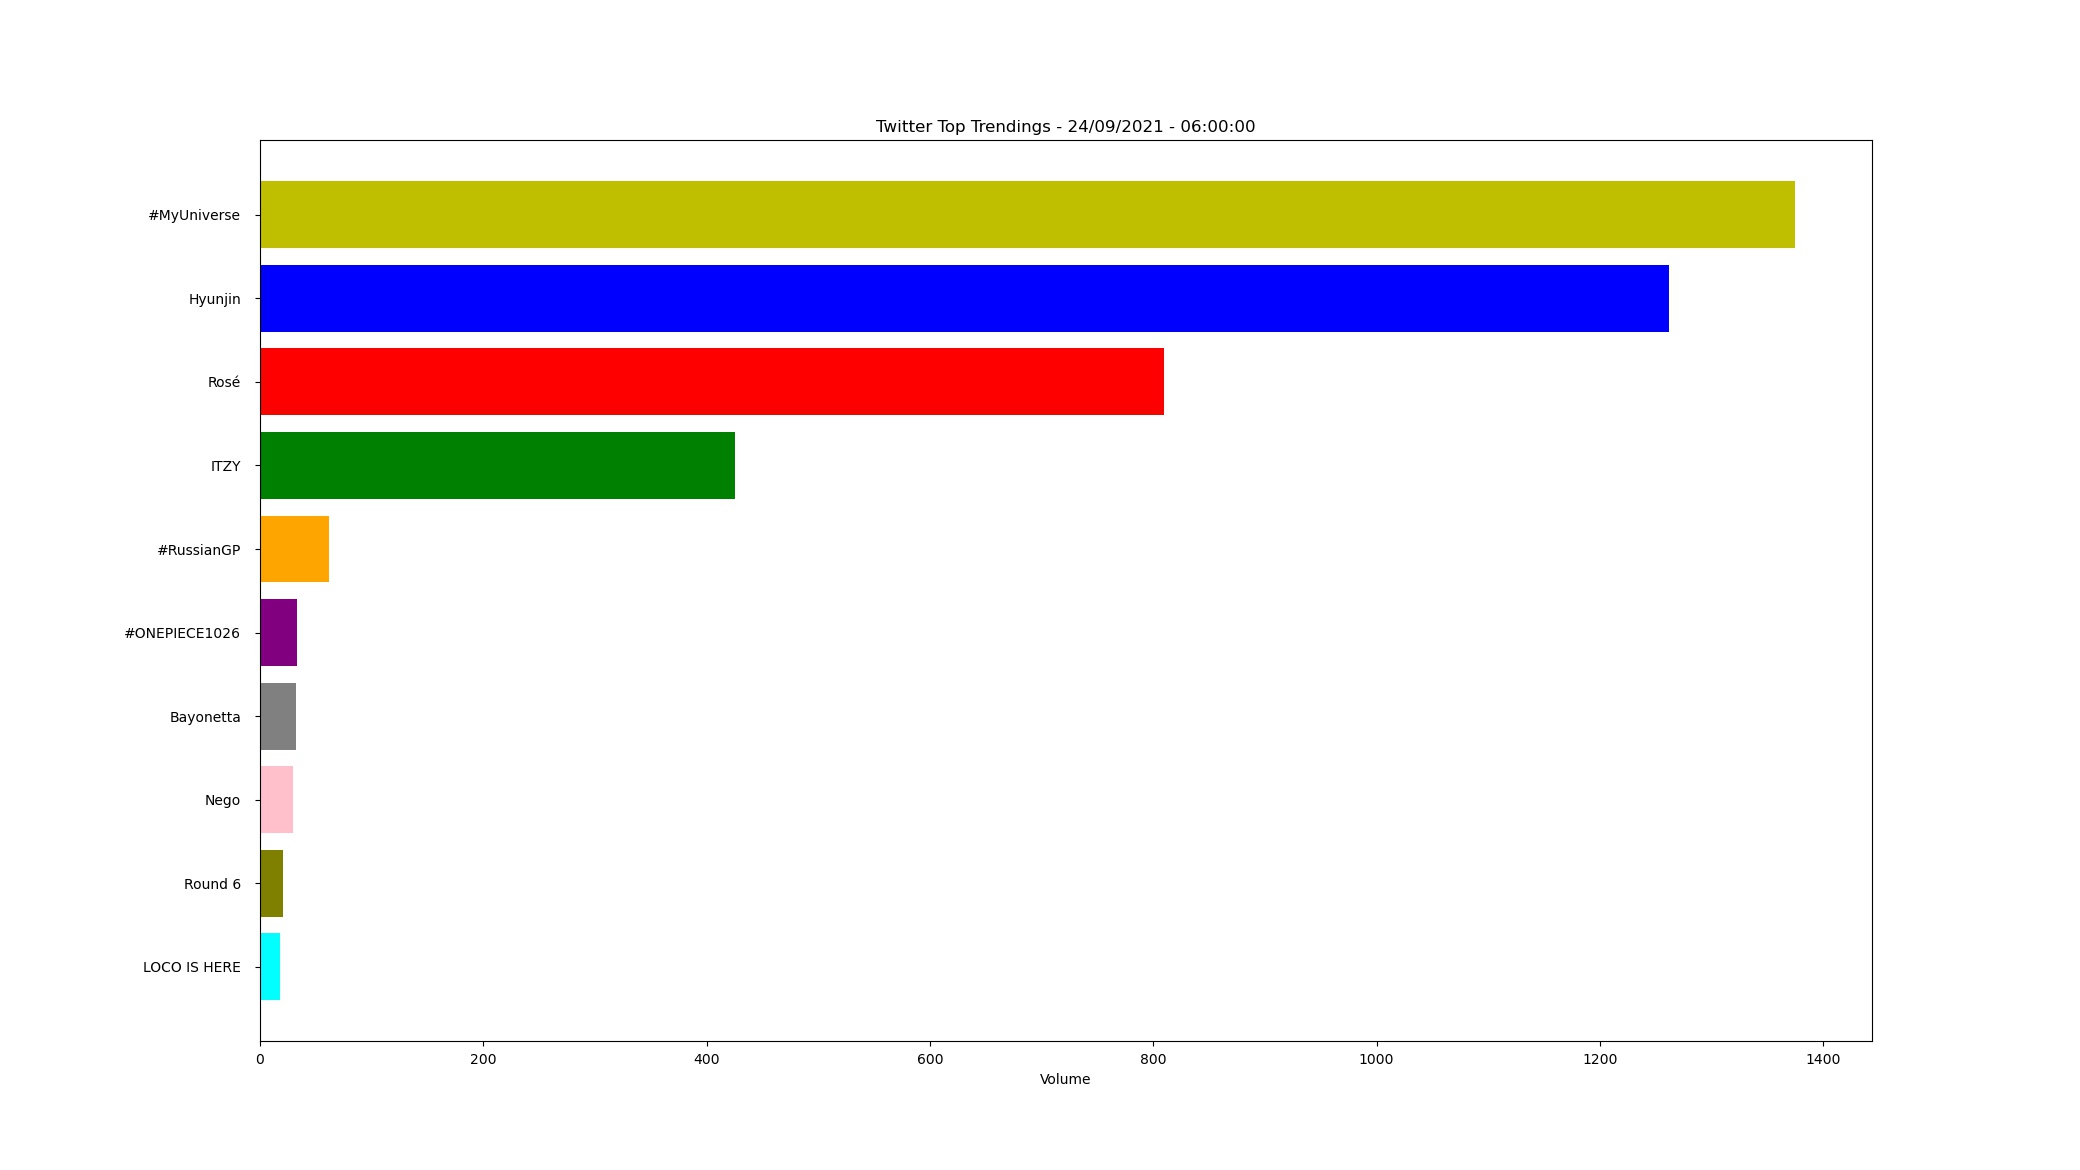 Twitter Top Trendings - 24/09/2021 - 06:00:00
#MyUniverse
Hyunjin
Rosé
ITZY
#RussianGP
#ONEPIECE1026
Bayonetta
Nego
Round 6
LOCO IS HERE
0 200 400 600 800 1000 1200 1400
Volume